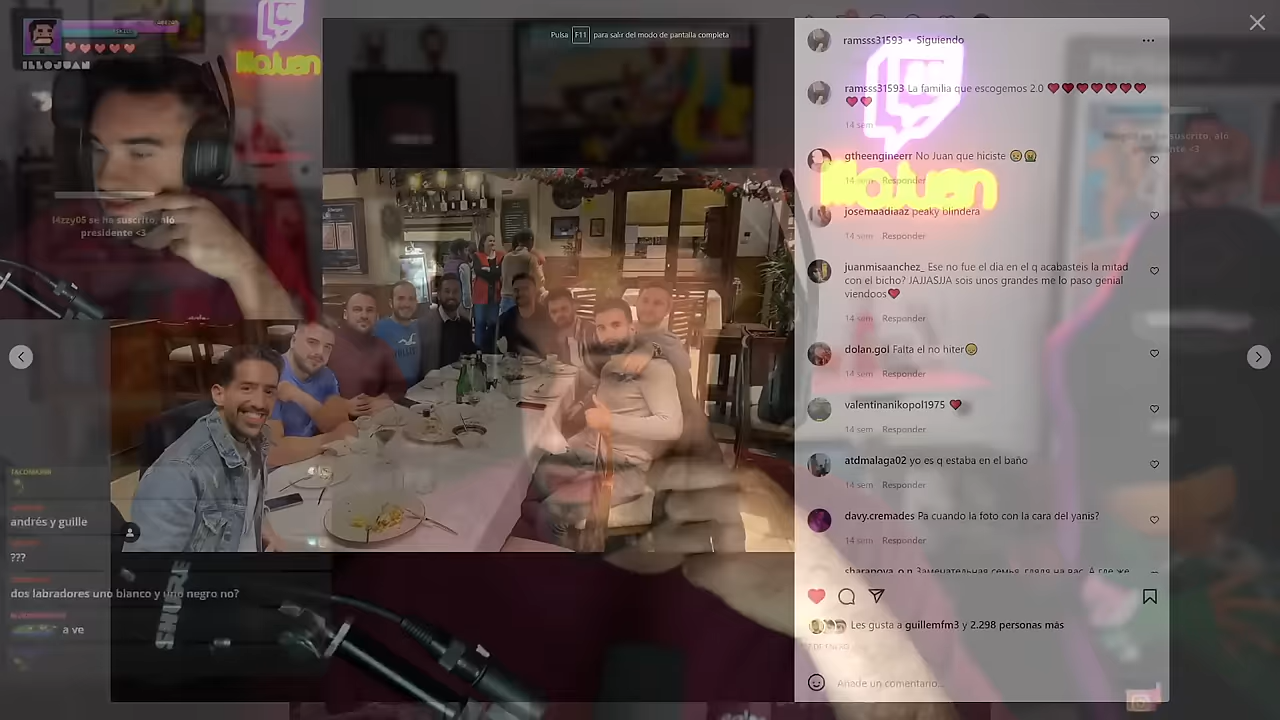 ILLOJUAN
IlloJuan
Pulsa F11 para salir del modo de pantalla completa
l4zzy05 se ha suscrito, aló
presidente <3
andrés y guille
???
dos labradores uno blanco y uno negro no?
a ve
SHURE
IlloJuan
ramsss31593 • Siguiendo
ramsss31593 La familia que escogemos 2.0 ❤❤❤❤❤❤❤
❤❤
14 sem
gtheengineerr No Juan que hiciste
14 sem Responder
josemaadiaaz peaky blindera
14 sem Responder
juanmisaanchez_ Ese no fue el dia en el q acabasteis la mitad
con el bicho? JAJJASJJA sois unos grandes me lo paso genial
viendoos❤
14 sem Responder
dolan.goi Falta el no hiter
14 sem Responder
valentinanikopol1975 ❤
14 sem Responder
atdmalaga02 yo es q estaba en el baño
14 sem Responder
davy.cremades Pa cuando la foto con la cara del yanis?
14 sem Responder
Les gusta a guillemfm3 y 2.298 personas más
Añade un comentario...